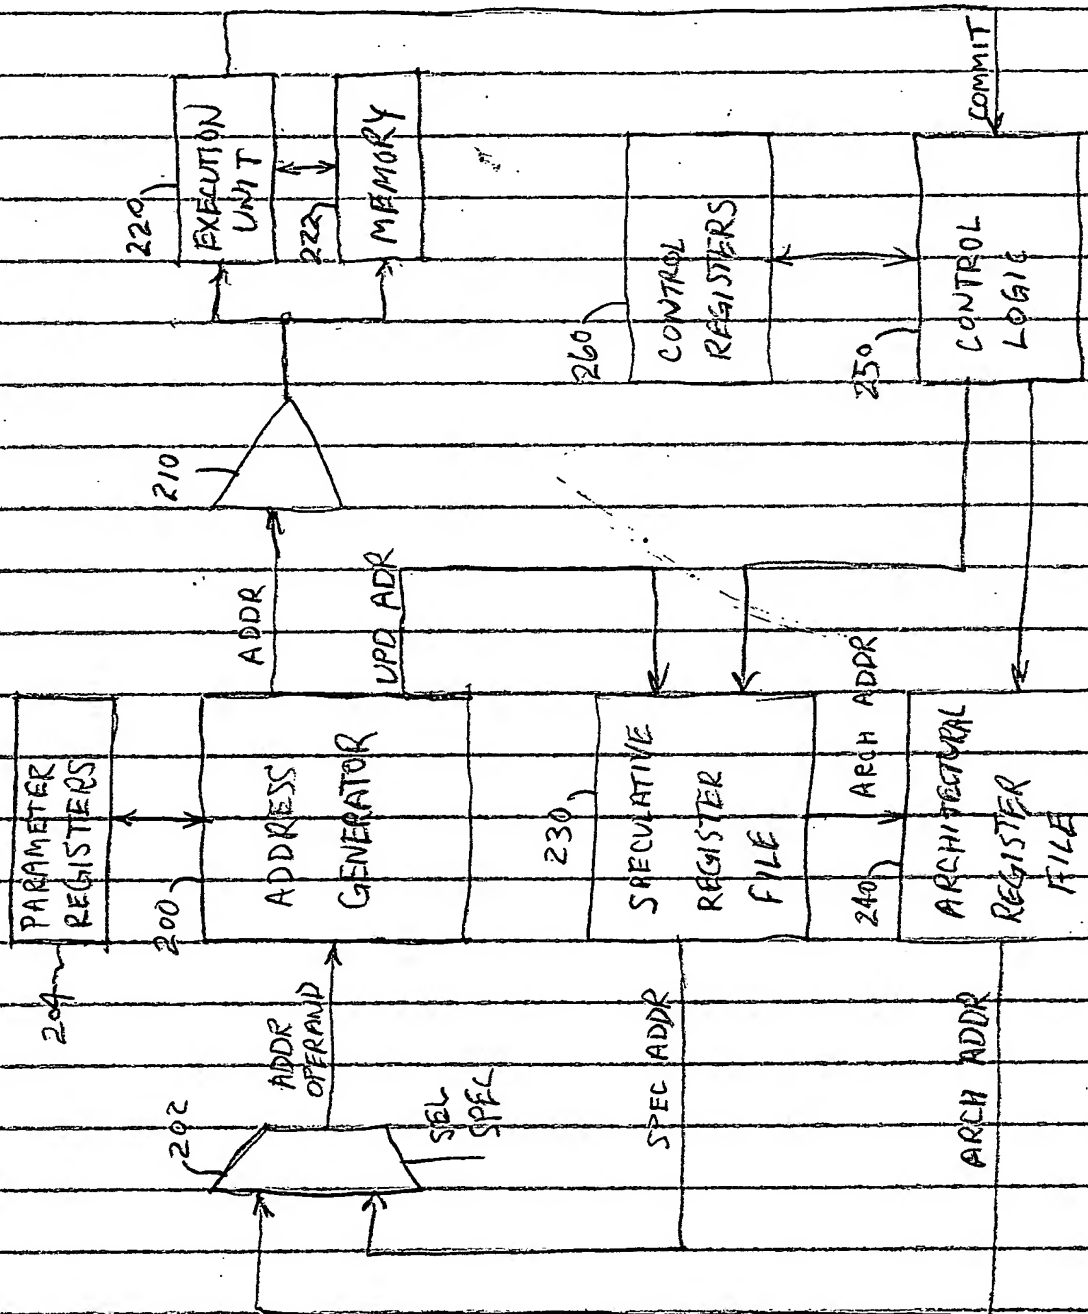 PARAMETER
REGISTERS
204
202
ADDR
OPERAND
SEL
SPEC
200
ADDRESS
GENERATOR
ADDR
UPD ADR
210
220
EXECUTION
UNIT
222
MEMORY
SPEC ADDR
230
SPECULATIVE
REGISTER
FILE
ARCH ADDR
260
CONTROL
REGISTERS
ARCH ADDR
240
ARCHITECTURAL
REGISTER
FILE
250
CONTROL
LOGIC
COMMIT